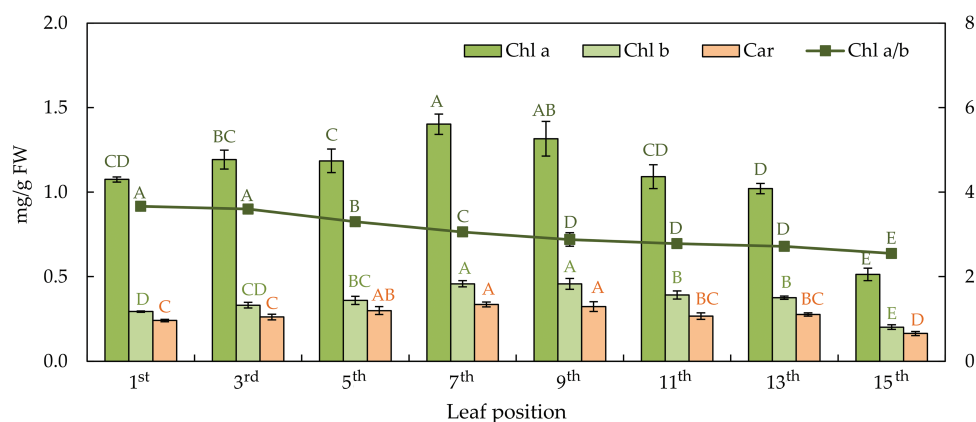 2.0 8
Chl a Chl b Car Chl a/b
A AB
1.5 BC C 6
CD CD D
mg/g FW
1.0 A A B C D D D E 4
E
0.5 D C CD C BC AB A A A A B BC B BC E D 2
0.0 0
1st 3rd 5th 7th 9th 11th 13th 15th
Leaf position